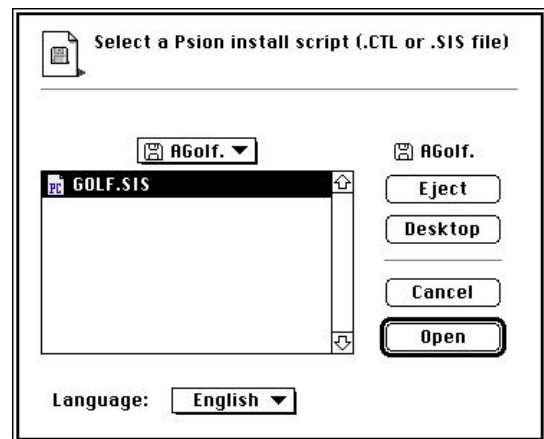 Select a Psion install script (.CTL or .SIS file)
AGolf.
AGolf.
PC GOLF.SIS
Eject
Desktop
Cancel
Open
Language: English